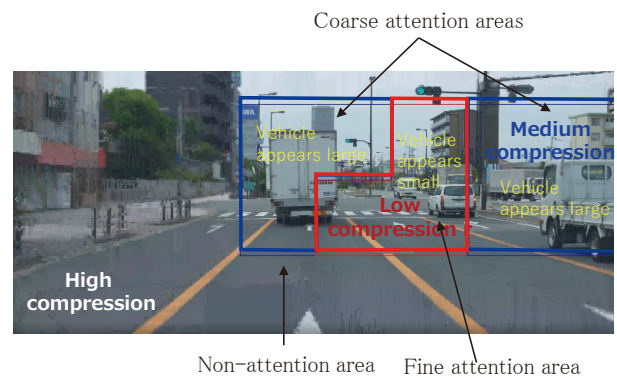 Coarse attention areas
Vehicle
appears large
Vehicle
appears
small
Medium
compression
Vehicle
appears large
Low
compression
High
compression
Non-attention area
Fine attention area